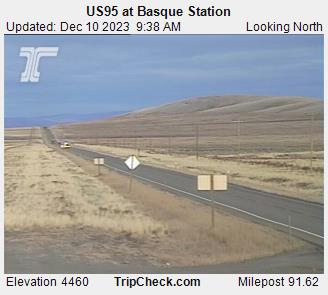 US95 at Basque Station
Updated: Dec 10 2023 9:38 AM Looking North
Elevation 4460 TripCheck.com Milepost 91.62